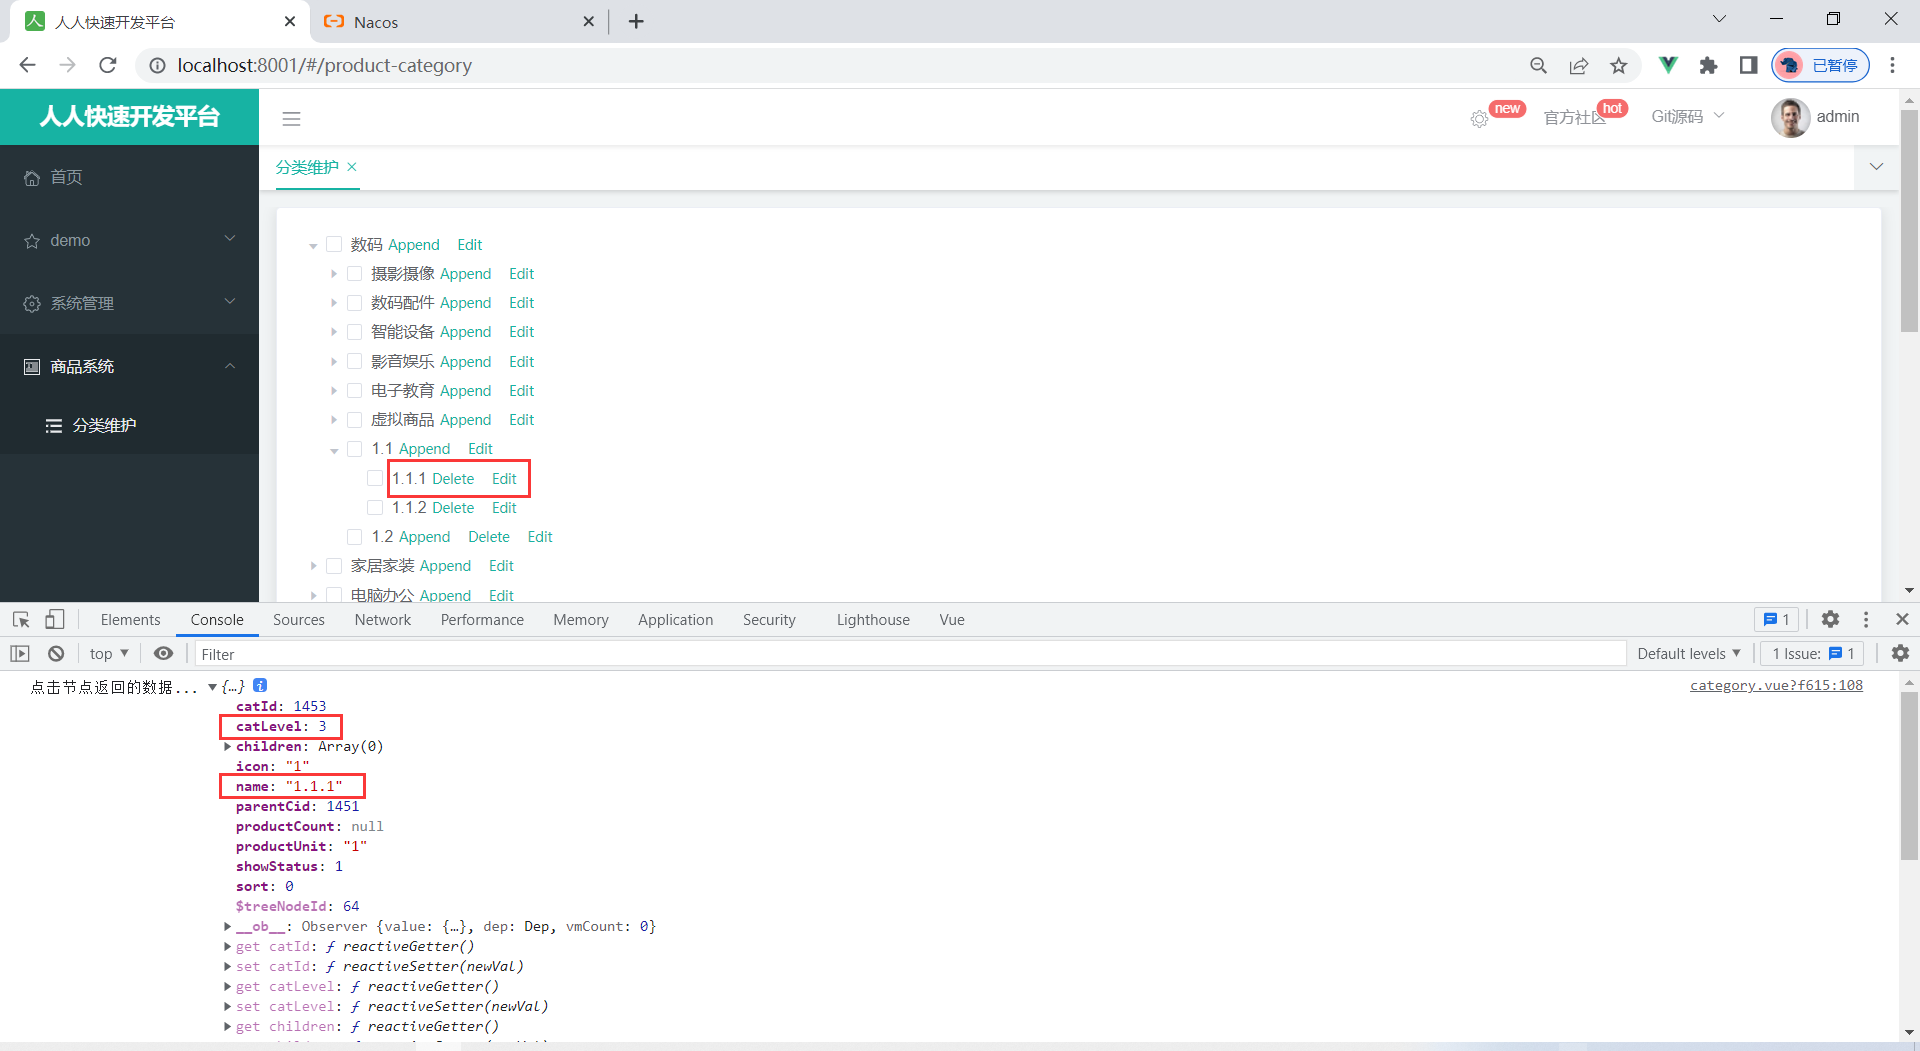 人人快速开发平台
Nacos
localhost:8001/#/product-category
已暂停
人人快速开发平台
new
官方社区
hot
Git源码
admin
首页
demo
系统管理
商品系统
分类维护
分类维护
数码 Append Edit
摄影摄像 Append Edit
数码配件 Append Edit
智能设备 Append Edit
影音娱乐 Append Edit
电子教育 Append Edit
虚拟商品 Append Edit
1.1 Append Edit
1.1.1 Delete Edit
1.1.2 Delete Edit
1.2 Append Delete Edit
家居家装 Append Edit
电脑办公 Append Edit
Elements Console Sources Network Performance Memory Application Security Lighthouse Vue 1
top Filter Default levels 1 Issue: 1
点击节点返回的数据... {…} category.vue?f615:108
catId: 1453
catLevel: 3
children: Array(0)
icon: "1"
name: "1.1.1"
parentCid: 1451
productCount: null
productUnit: "1"
showStatus: 1
sort: 0
$treeNodeId: 64
__ob__: Observer {value: {…}, dep: Dep, vmCount: 0}
get catId: ƒ reactiveGetter()
set catId: ƒ reactiveSetter(newVal)
get catLevel: ƒ reactiveGetter()
set catLevel: ƒ reactiveSetter(newVal)
get children: ƒ reactiveGetter()